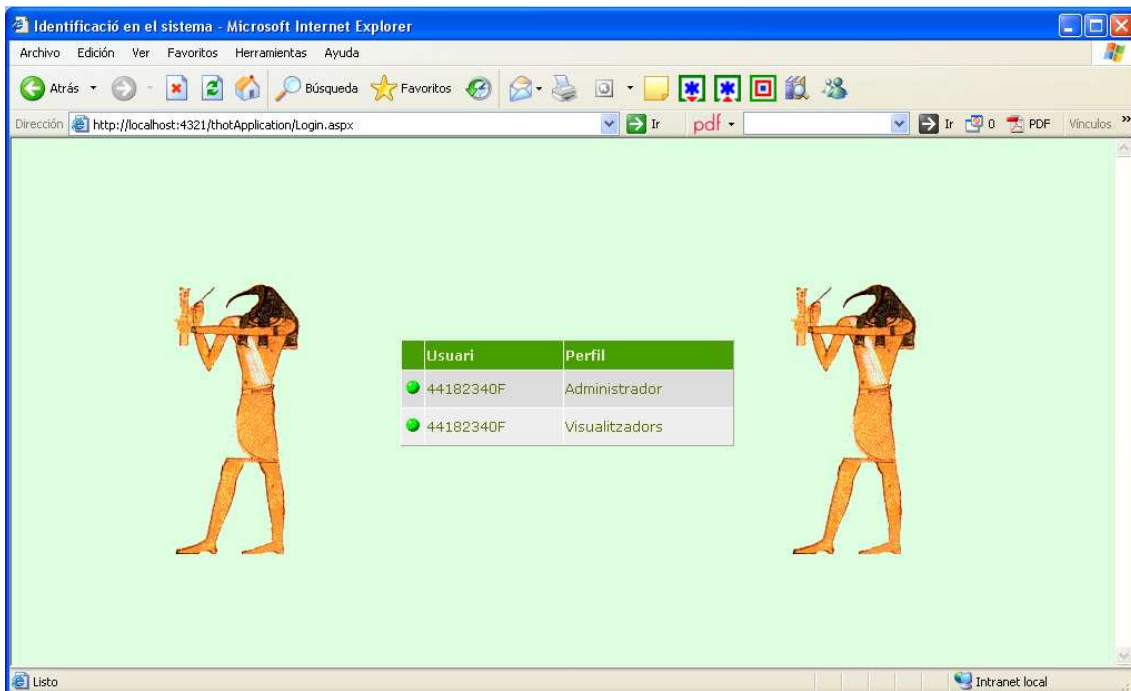 Identificació en el sistema - Microsoft Internet Explorer
Archivo Edición Ver Favoritos Herramientas Ayuda
Atrás Búsqueda Favoritos
Dirección http://localhost:4321/thotApplication/Login.aspx Ir pdf Ir 0 PDF Vínculos »
Usuari Perfil
44182340F Administrador
44182340F Visualitzadors
Listo Intranet local